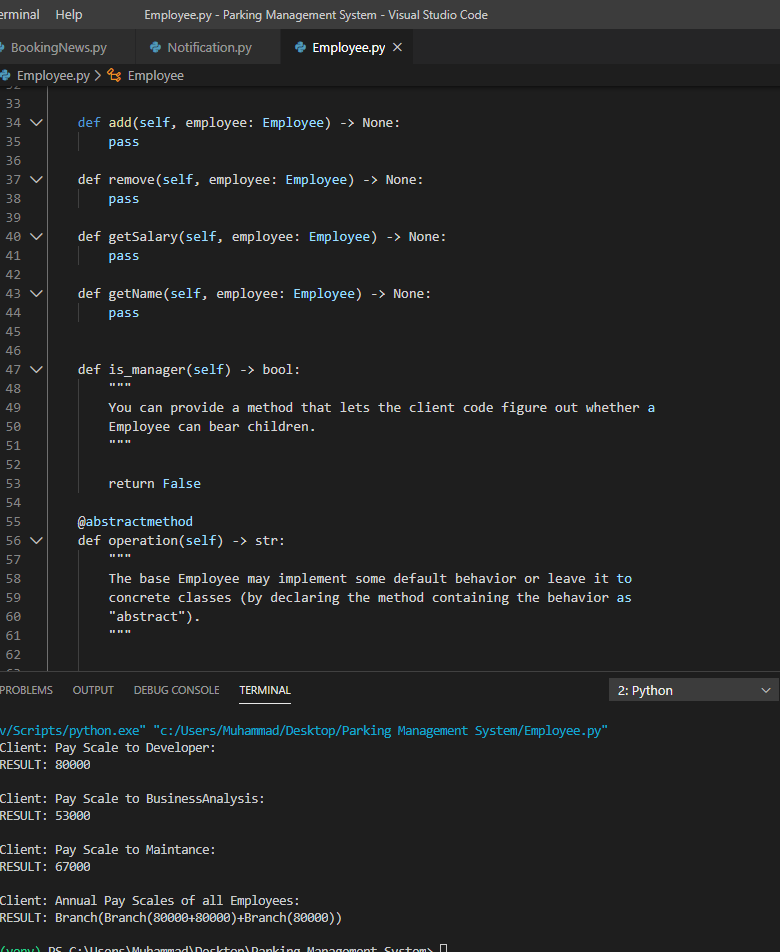 erminal Help Employee.py - Parking Management System - Visual Studio Code
BookingNews.py Notification.py Employee.py ×
Employee.py > Employee
32
33
34 def add(self, employee: Employee) -> None:
35 pass
36
37 def remove(self, employee: Employee) -> None:
38 pass
39
40 def getSalary(self, employee: Employee) -> None:
41 pass
42
43 def getName(self, employee: Employee) -> None:
44 pass
45
46
47 def is_manager(self) -> bool:
48 """
49 You can provide a method that lets the client code figure out whether a
50 Employee can bear children.
51 """
52
53 return False
54
55 @abstractmethod
56 def operation(self) -> str:
57 """
58 The base Employee may implement some default behavior or leave it to
59 concrete classes (by declaring the method containing the behavior as
60 "abstract").
61 """
62
63
PROBLEMS OUTPUT DEBUG CONSOLE TERMINAL 2: Python
v/Scripts/python.exe" "c:/Users/Muhammad/Desktop/Parking Management System/Employee.py"
Client: Pay Scale to Developer:
RESULT: 80000
Client: Pay Scale to BusinessAnalysis:
RESULT: 53000
Client: Pay Scale to Maintance:
RESULT: 67000
Client: Annual Pay Scales of all Employees:
RESULT: Branch(Branch(80000+80000)+Branch(80000))
(venv) PS C:\Users\Muhammad\Desktop\Parking Management System>